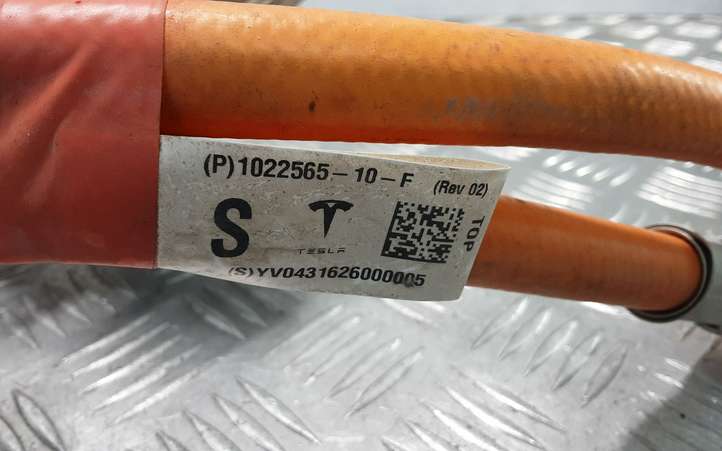 (P)1022565-10-F (Rev 02)
S TESLA TOP
(S)YV0431626000005